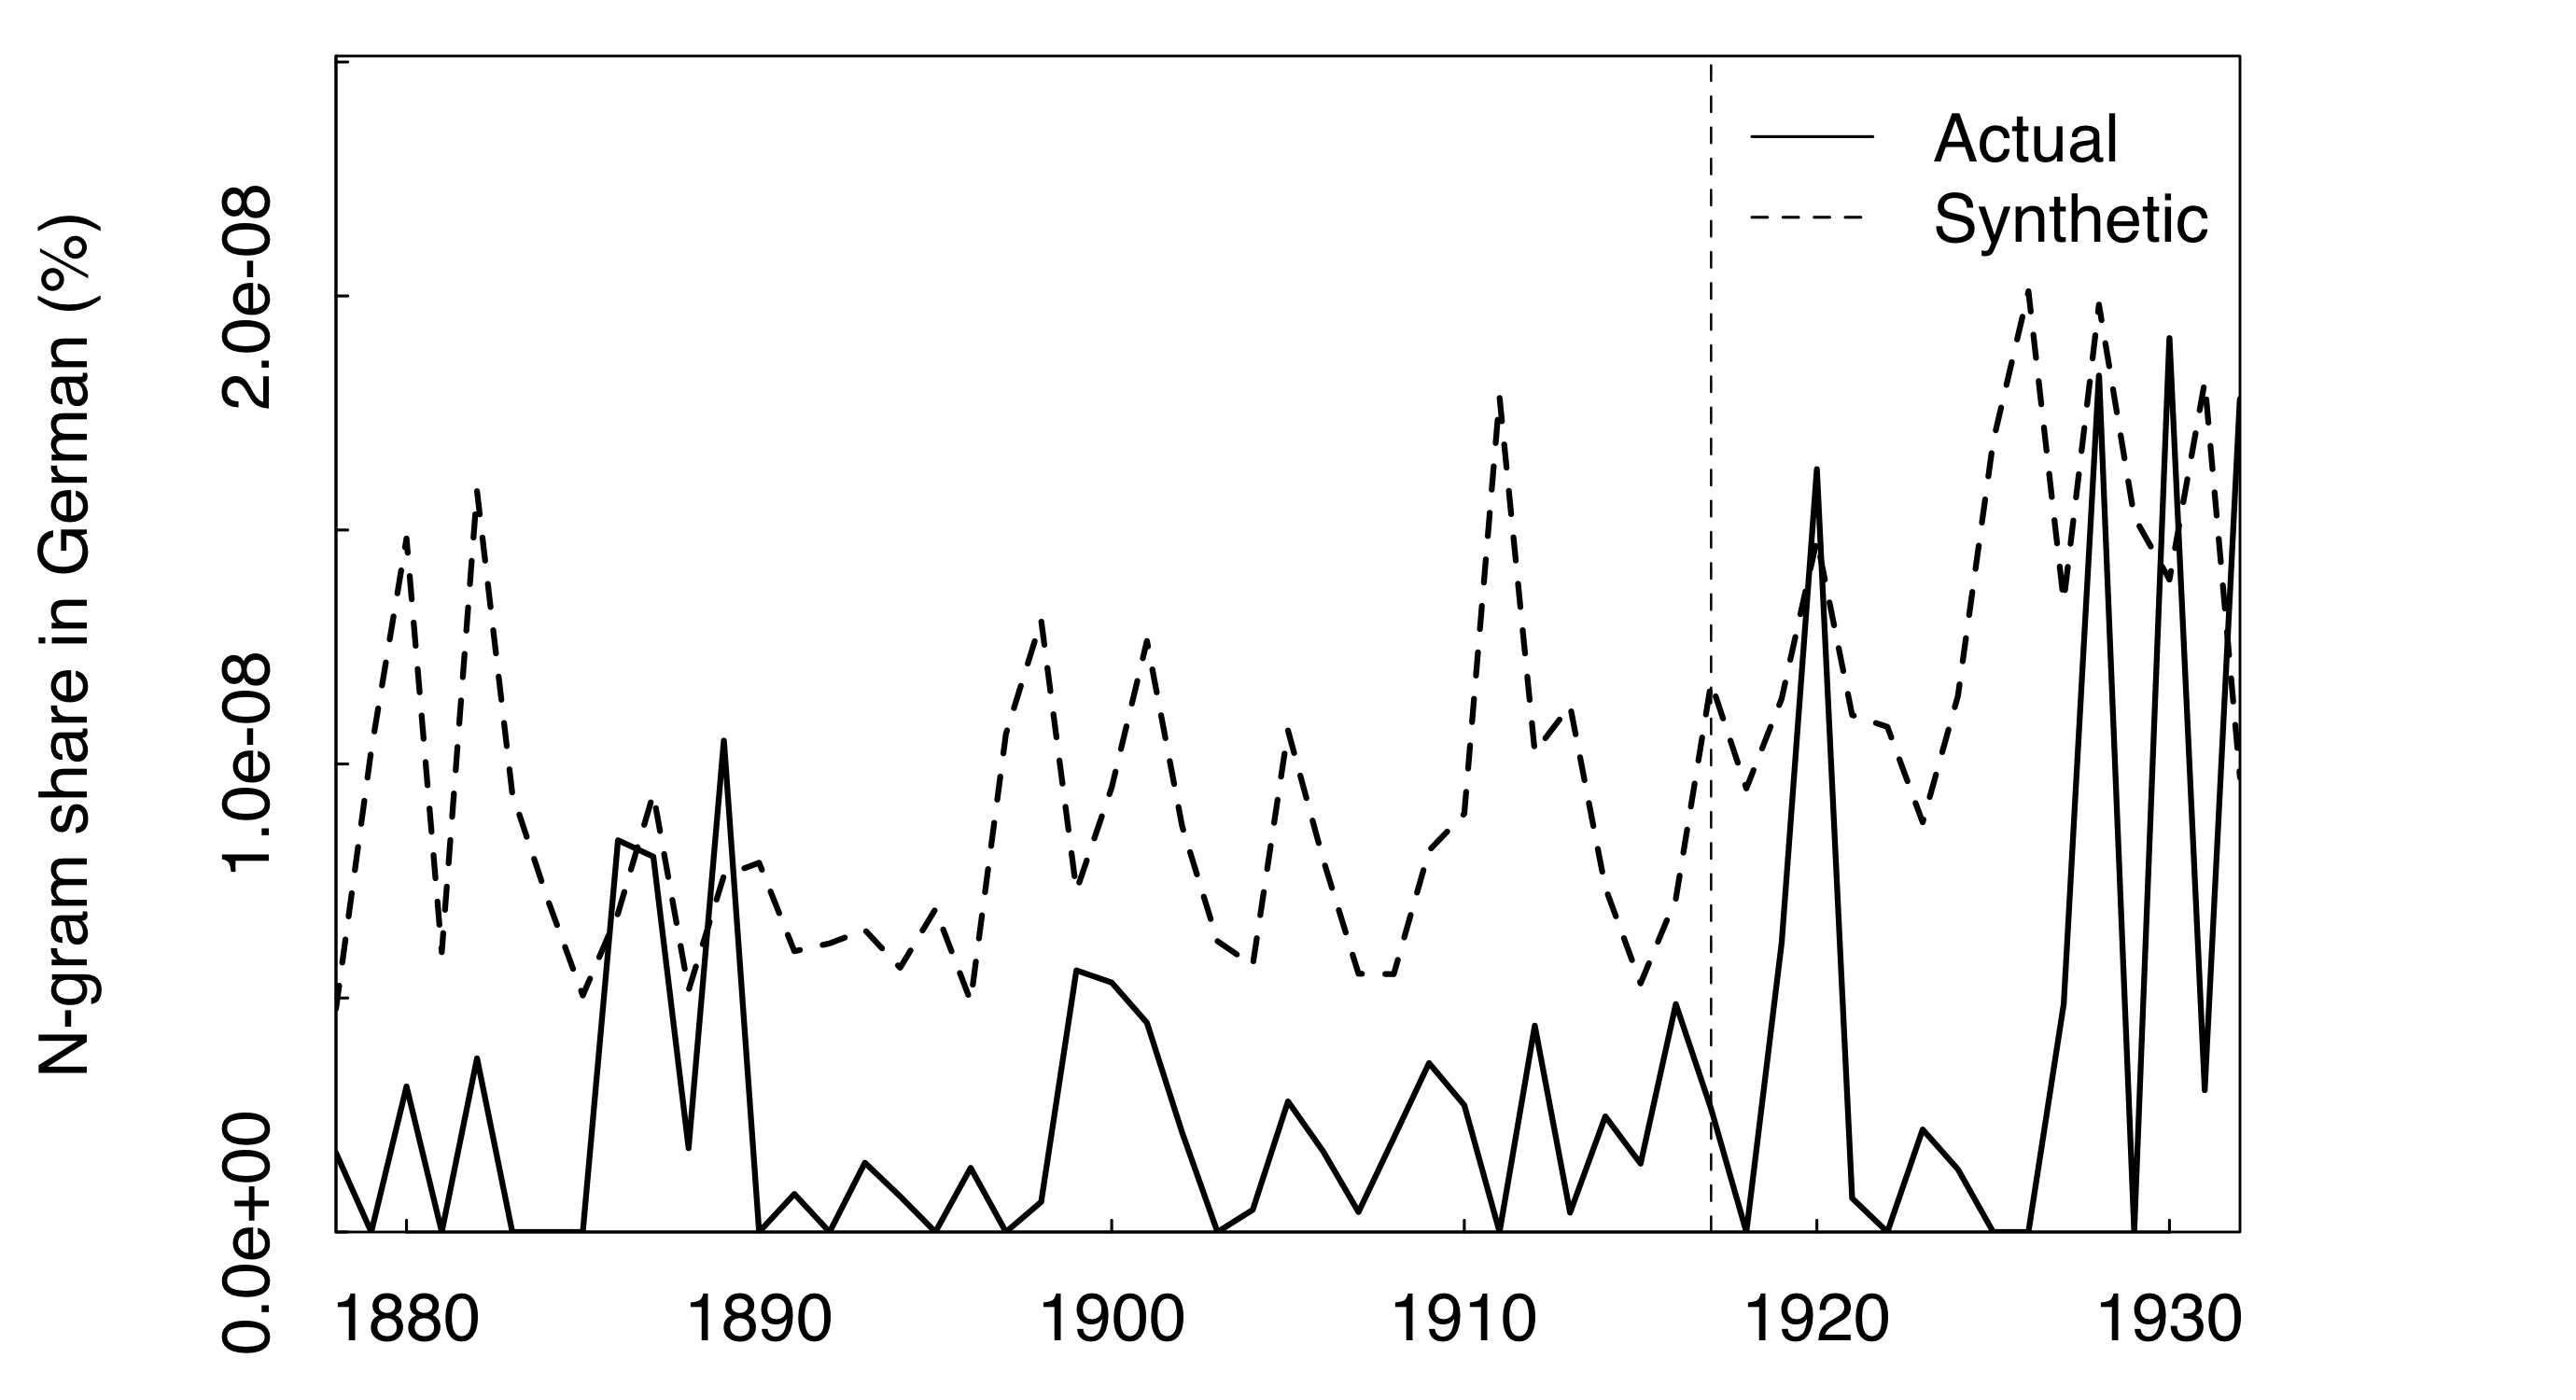 N-gram share in German (%)
2.0e-08
1.0e-08
0.0e+00
Actual
Synthetic
1880 1890 1900 1910 1920 1930